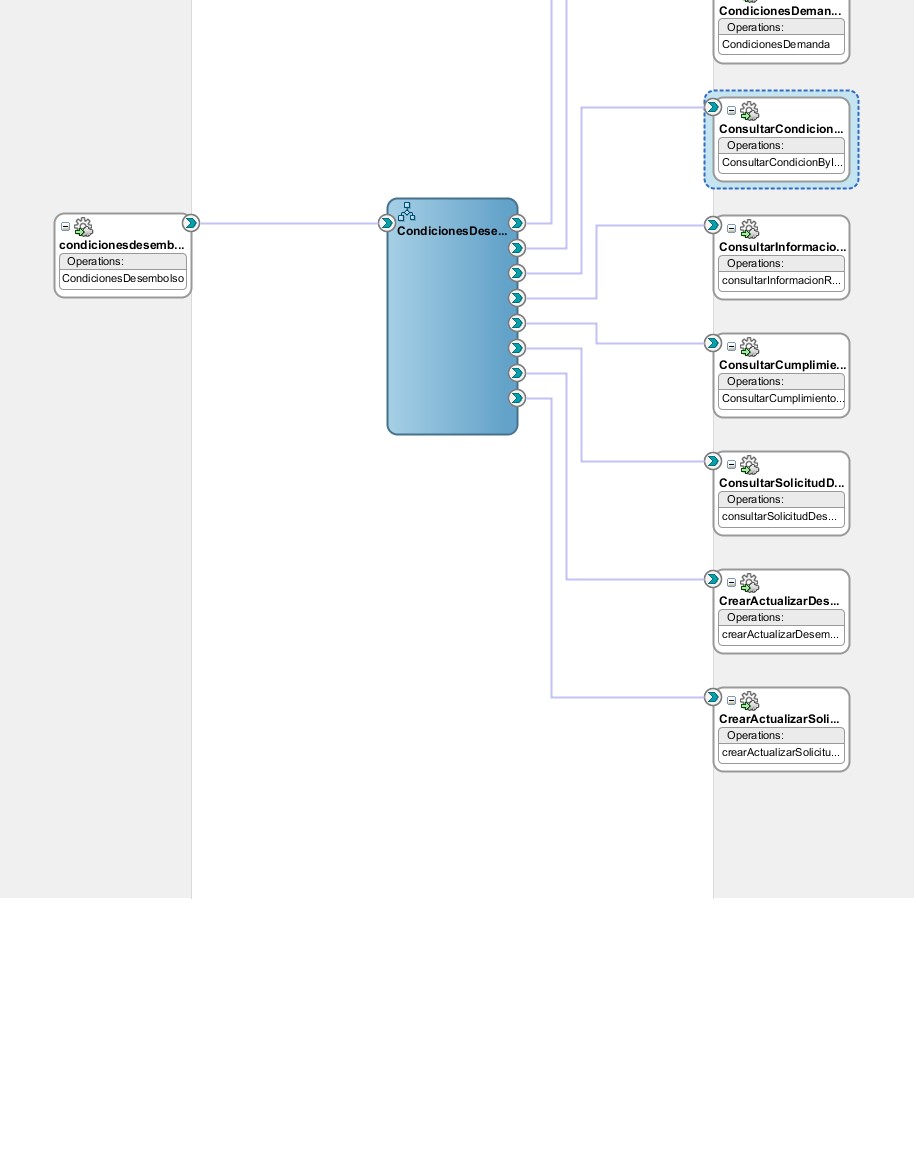 CondicionesDeman...
Operations:
CondicionesDemanda
ConsultarCondicion...
Operations:
ConsultarCondicionByI...
condicionesdesemb...
Operations:
CondicionesDesembolso
CondicionesDese...
ConsultarInformacio...
Operations:
consultarInformacionR...
ConsultarCumplimie...
Operations:
ConsultarCumplimiento...
ConsultarSolicitudD...
Operations:
consultarSolicitudDes...
CrearActualizarDes...
Operations:
crearActualizarDesem...
CrearActualizarSoli...
Operations:
crearActualizarSolicitu...